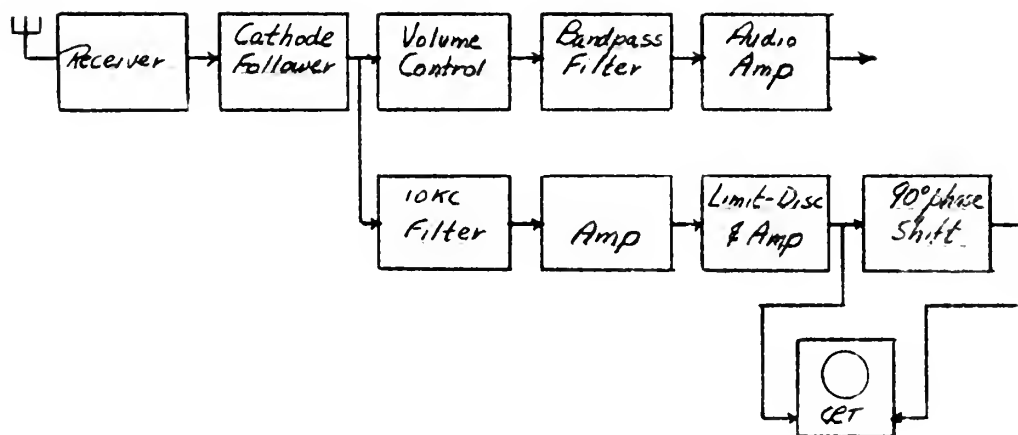 Receiver
Cathode
Follower
Volume
Control
Bandpass
Filter
Audio
Amp
10KC
Filter
Amp
Limit-Disc
& Amp
90° phase
Shift
CRT